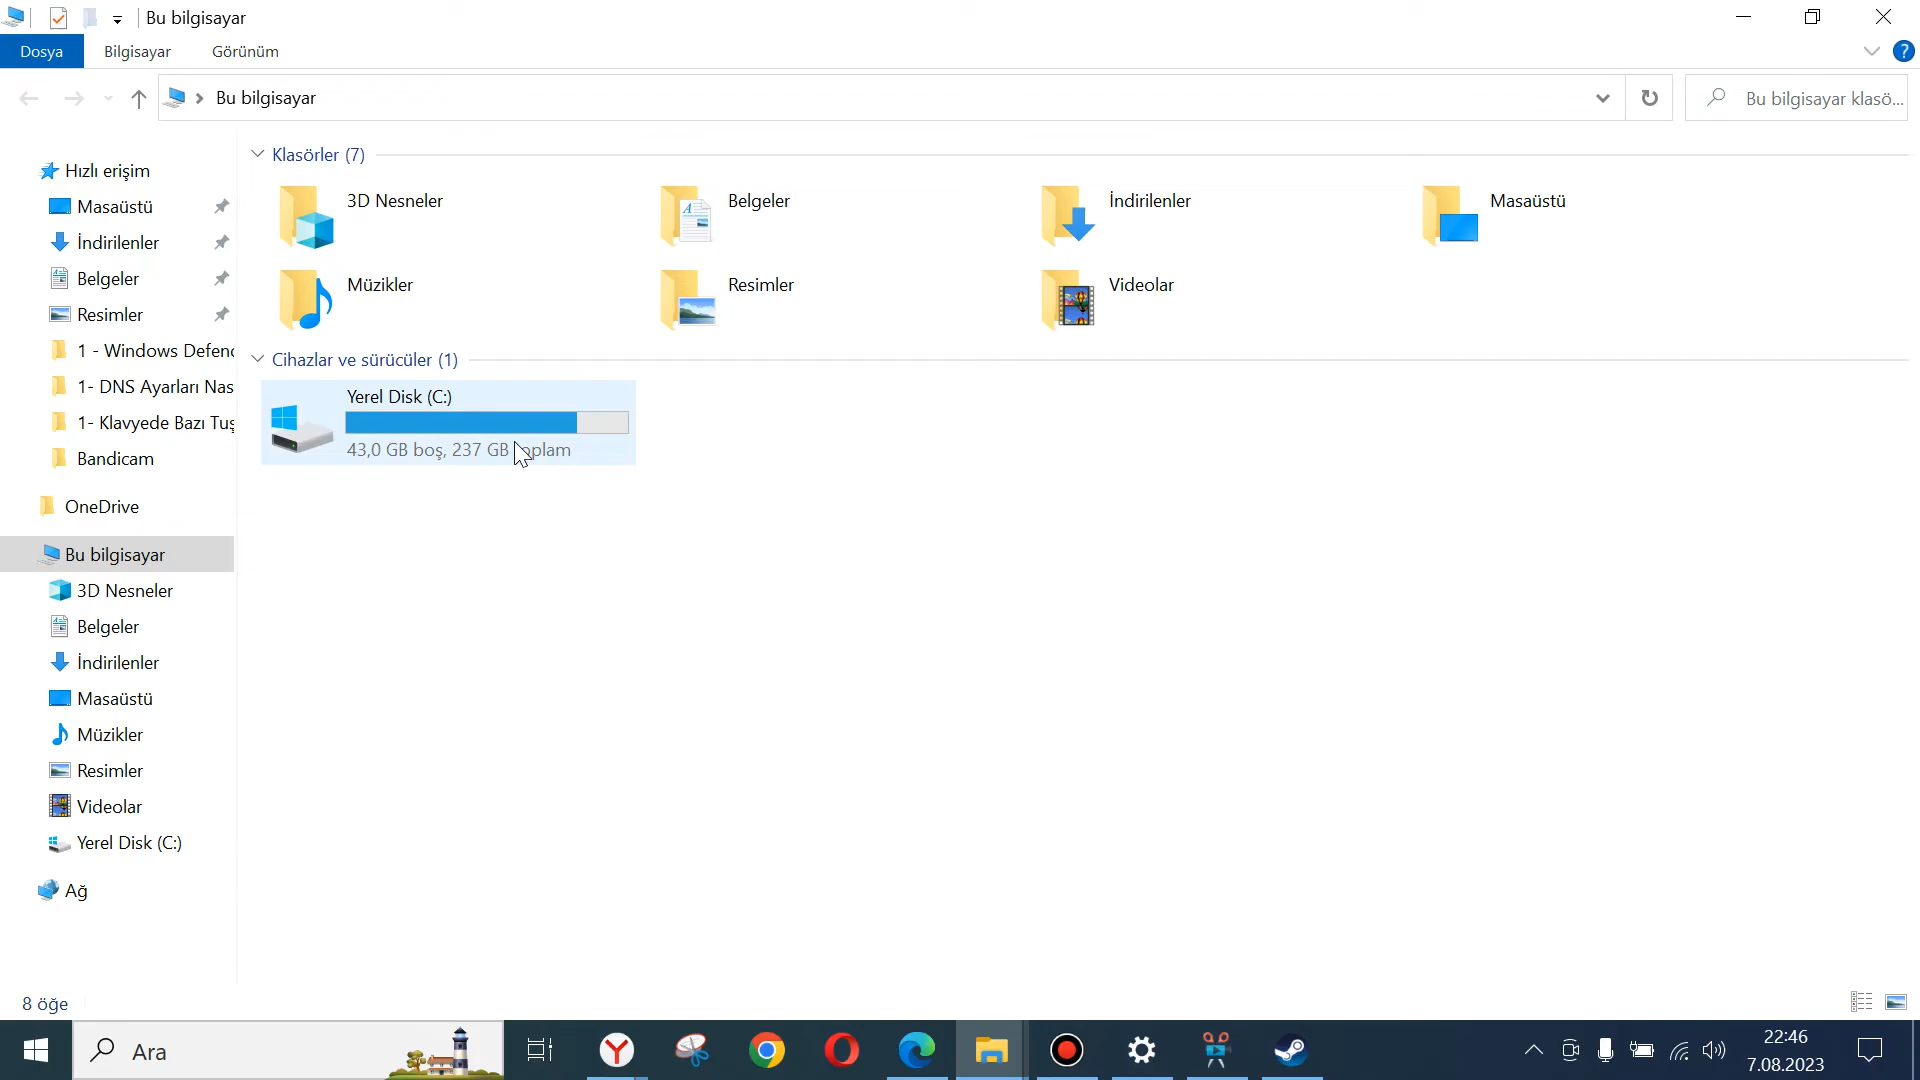 Bu bilgisayar
Dosya Bilgisayar Görünüm ?
Bu bilgisayar Bu bilgisayar klasö...
Hızlı erişim
Masaüstü
İndirilenler
Belgeler
Resimler
1 - Windows Defend
1- DNS Ayarları Nas
1- Klavyede Bazı Tuş
Bandicam
OneDrive
Bu bilgisayar
3D Nesneler
Belgeler
İndirilenler
Masaüstü
Müzikler
Resimler
Videolar
Yerel Disk (C:)
Ağ
Klasörler (7)
3D Nesneler Belgeler İndirilenler Masaüstü
Müzikler Resimler Videolar
Cihazlar ve sürücüler (1)
Yerel Disk (C:)
43,0 GB boş, 237 GB toplam
8 öğe
Ara
22:46
7.08.2023